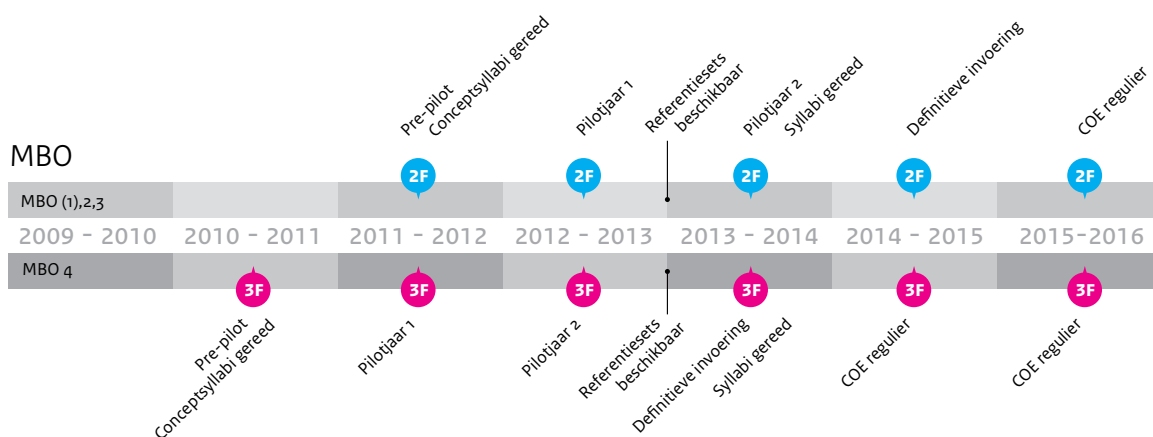 Pre-pilot
Conceptsyllabi gereed
Pilotjaar 1
Referentiesets
beschikbaar
Pilotjaar 2
Syllabi gereed
Definitieve invoering
COE regulier
MBO
2F
2F
2F
2F
2F
MBO (1),2,3
2009 - 2010
2010 - 2011
2011 - 2012
2012 - 2013
2013 - 2014
2014 - 2015
2015-2016
MBO 4
3F
3F
3F
3F
3F
3F
Pre-pilot
Conceptsyllabi gereed
Pilotjaar 1
Pilotjaar 2
Referentiesets
beschikbaar
Definitieve invoering
Syllabi gereed
COE regulier
COE regulier